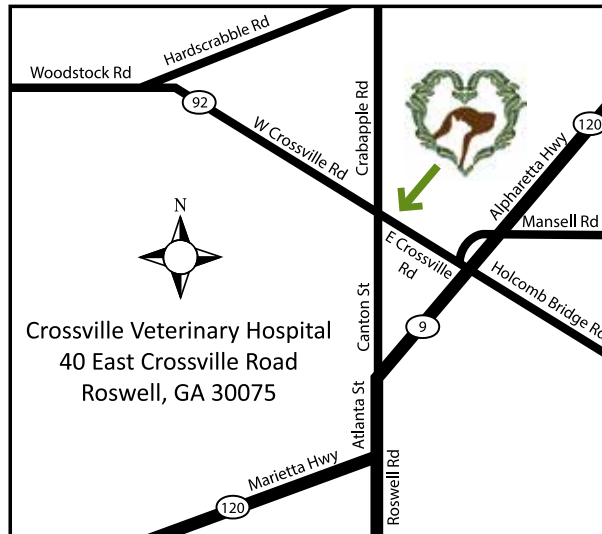 Hardscrabble Rd
Woodstock Rd
92
W Crossville Rd
Crabapple Rd
120
Alpharetta Hwy
Mansell Rd
N
E Crossville
Rd
Holcomb Bridge Rd
Canton St
9
Crossville Veterinary Hospital
40 East Crossville Road
Roswell, GA 30075
Atlanta St
Marietta Hwy
120
Roswell Rd